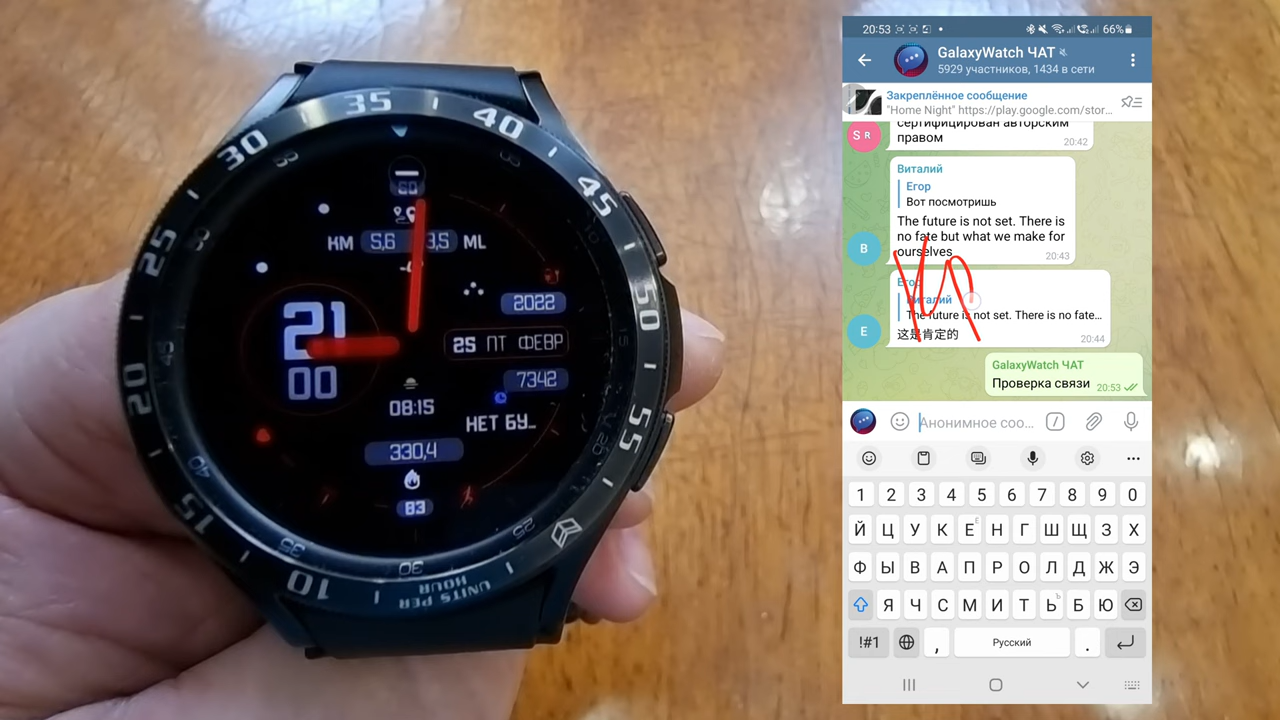 35
40
45
50
55
UNITS PER
HOUR
10
15
20
25
30
60
КМ 5,6 3,5 ML
2022
21
00
25 ПТ ФЕВР
7342
08:15
НЕТ БУ...
330,4
83
20:53
66%
GalaxyWatch ЧАТ
5929 участников, 1434 в сети
Закреплённое сообщение
"Home Night" https://play.google.com/stor...
S R
сертифицирован авторским
правом
20:42
Виталий
Егор
Вот посмотришь
The future is not set. There is
no fate but what we make for
ourselves
20:43
В
Егор
Виталий
The future is not set. There is no fate...
这是肯定的
20:44
Е
GalaxyWatch ЧАТ
Проверка связи 20:53
Анонимное соо...
1 2 3 4 5 6 7 8 9 0
Й Ц У К Е Ё Н Г Ш Щ З Х
Ф Ы В А П Р О Л Д Ж Э
Я Ч С М И Т Ь Ъ Б Ю
!#1 , Русский .